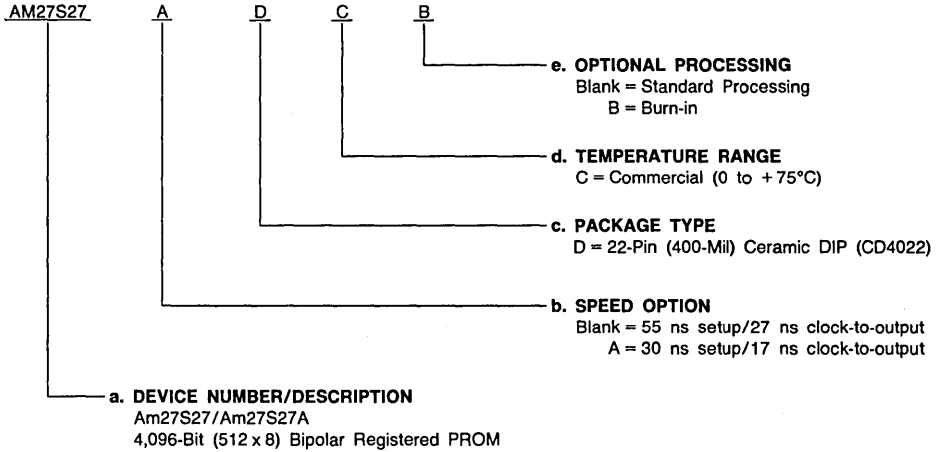 AM27S27 A D C B
e. OPTIONAL PROCESSING
Blank = Standard Processing
B = Burn-in
d. TEMPERATURE RANGE
C = Commercial (0 to +75°C)
c. PACKAGE TYPE
D = 22-Pin (400-Mil) Ceramic DIP (CD4022)
b. SPEED OPTION
Blank = 55 ns setup/27 ns clock-to-output
A = 30 ns setup/17 ns clock-to-output
a. DEVICE NUMBER/DESCRIPTION
Am27S27/Am27S27A
4,096-Bit (512 x 8) Bipolar Registered PROM